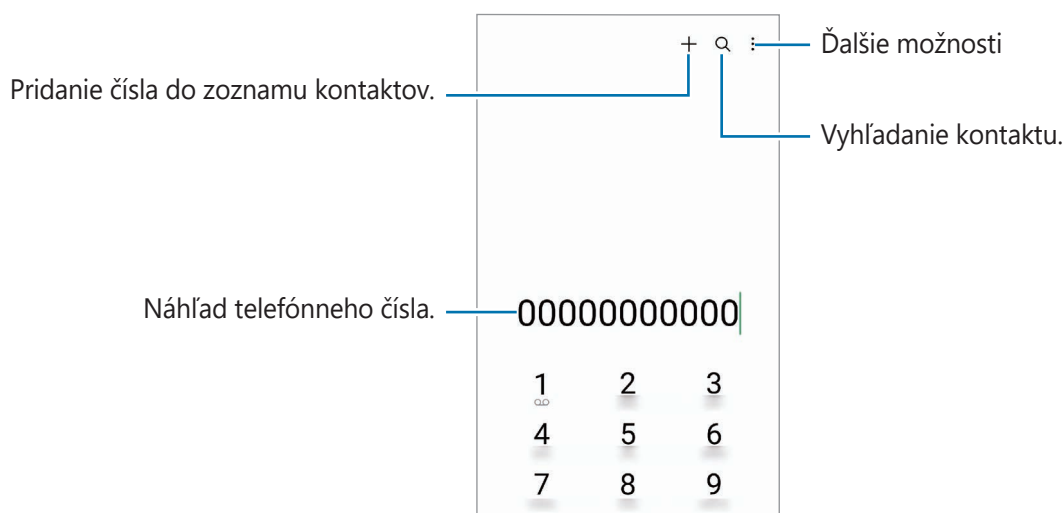 Ďalšie možnosti
Pridanie čísla do zoznamu kontaktov.
Vyhľadanie kontaktu.
Náhľad telefónneho čísla.
00000000000
1 2 3
4 5 6
7 8 9